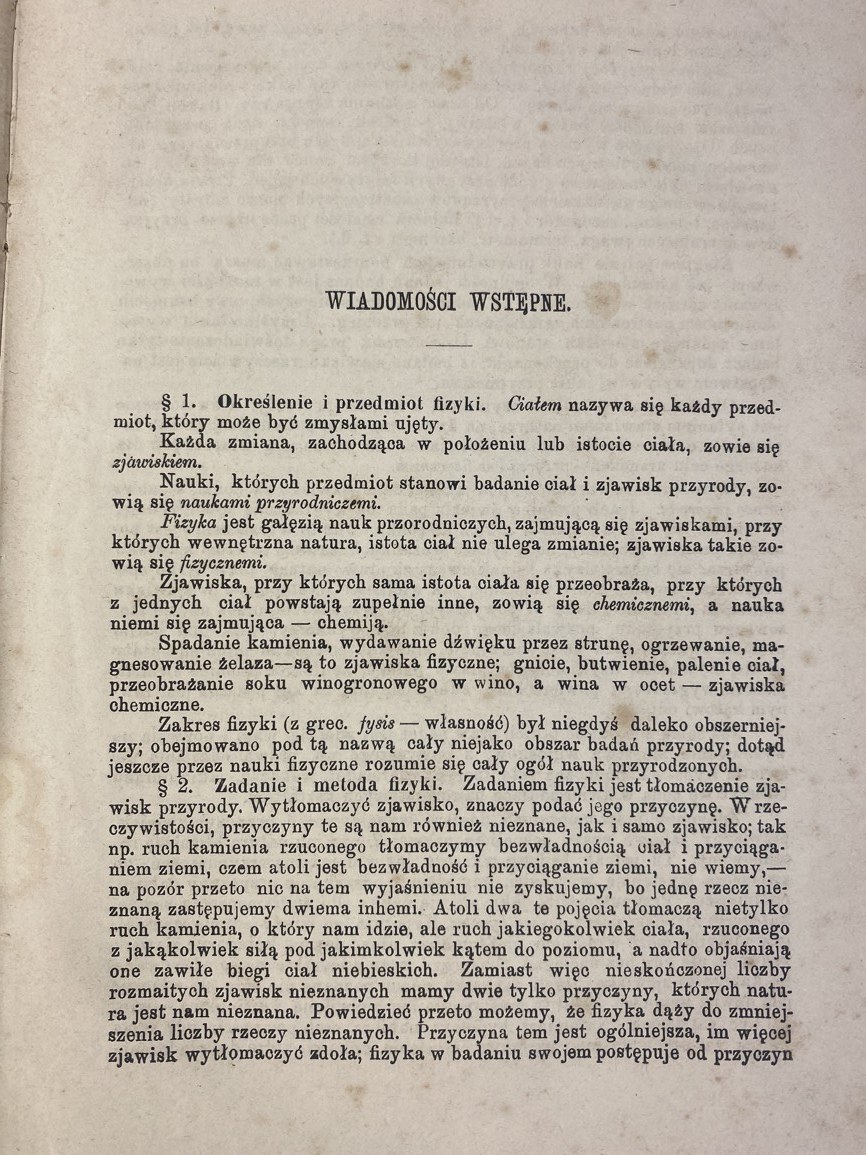 WIADOMOŚCI WSTĘPNE.
§ 1. Określenie i przedmiot fizyki. Ciałem nazywa się każdy przed-
miot, który może być zmysłami ujęty.
Każda zmiana, zachodząca w położeniu lub istocie ciała, zowie się
zjawiskiem.
Nauki, których przedmiot stanowi badanie ciał i zjawisk przyrody, zo-
wią się naukami przyrodniczemi.
Fizyka jest gałęzią nauk przorodniczych, zajmującą się zjawiskami, przy
których wewnętrzna natura, istota ciał nie ulega zmianie; zjawiska takie zo-
wią się fizycznemi.
Zjawiska, przy których sama istota ciała się przeobraża, przy których
z jednych ciał powstają zupełnie inne, zowią się chemicznemi, a nauka
niemi się zajmująca — chemiją.
Spadanie kamienia, wydawanie dźwięku przez strunę, ogrzewanie, ma-
gnesowanie żelaza—są to zjawiska fizyczne; gnicie, butwienie, palenie ciał,
przeobrażanie soku winogronowego w wino, a wina w ocet — zjawiska
chemiczne.
Zakres fizyki (z grec. fysis — własność) był niegdyś daleko obszerniej-
szy; obejmowano pod tą nazwą cały niejako obszar badań przyrody; dotąd
jeszcze przez nauki fizyczne rozumie się cały ogół nauk przyrodzonych.
§ 2. Zadanie i metoda fizyki. Zadaniem fizyki jest tłomaczenie zja-
wisk przyrody. Wytłomaczyć zjawisko, znaczy podać jego przyczynę. W rze-
czywistości, przyczyny te są nam również nieznane, jak i samo zjawisko; tak
np. ruch kamienia rzuconego tłomaczymy bezwładnością ciał i przyciąga-
niem ziemi, czem atoli jest bezwładność i przyciąganie ziemi, nie wiemy,—
na pozór przeto nic na tem wyjaśnieniu nie zyskujemy, bo jednę rzecz nie-
znaną zastępujemy dwiema inhemi. Atoli dwa te pojęcia tłomaczą nietylko
ruch kamienia, o który nam idzie, ale ruch jakiegokolwiek ciała, rzuconego
z jakąkolwiek siłą pod jakimkolwiek kątem do poziomu, a nadto objaśniają
one zawiłe biegi ciał niebieskich. Zamiast więc nieskończonej liczby
rozmaitych zjawisk nieznanych mamy dwie tylko przyczyny, których natu-
ra jest nam nieznana. Powiedzieć przeto możemy, że fizyka dąży do zmniej-
szenia liczby rzeczy nieznanych. Przyczyna tem jest ogólniejsza, im więcej
zjawisk wytłomaczyć zdoła; fizyka w badaniu swojem postępuje od przyczyn